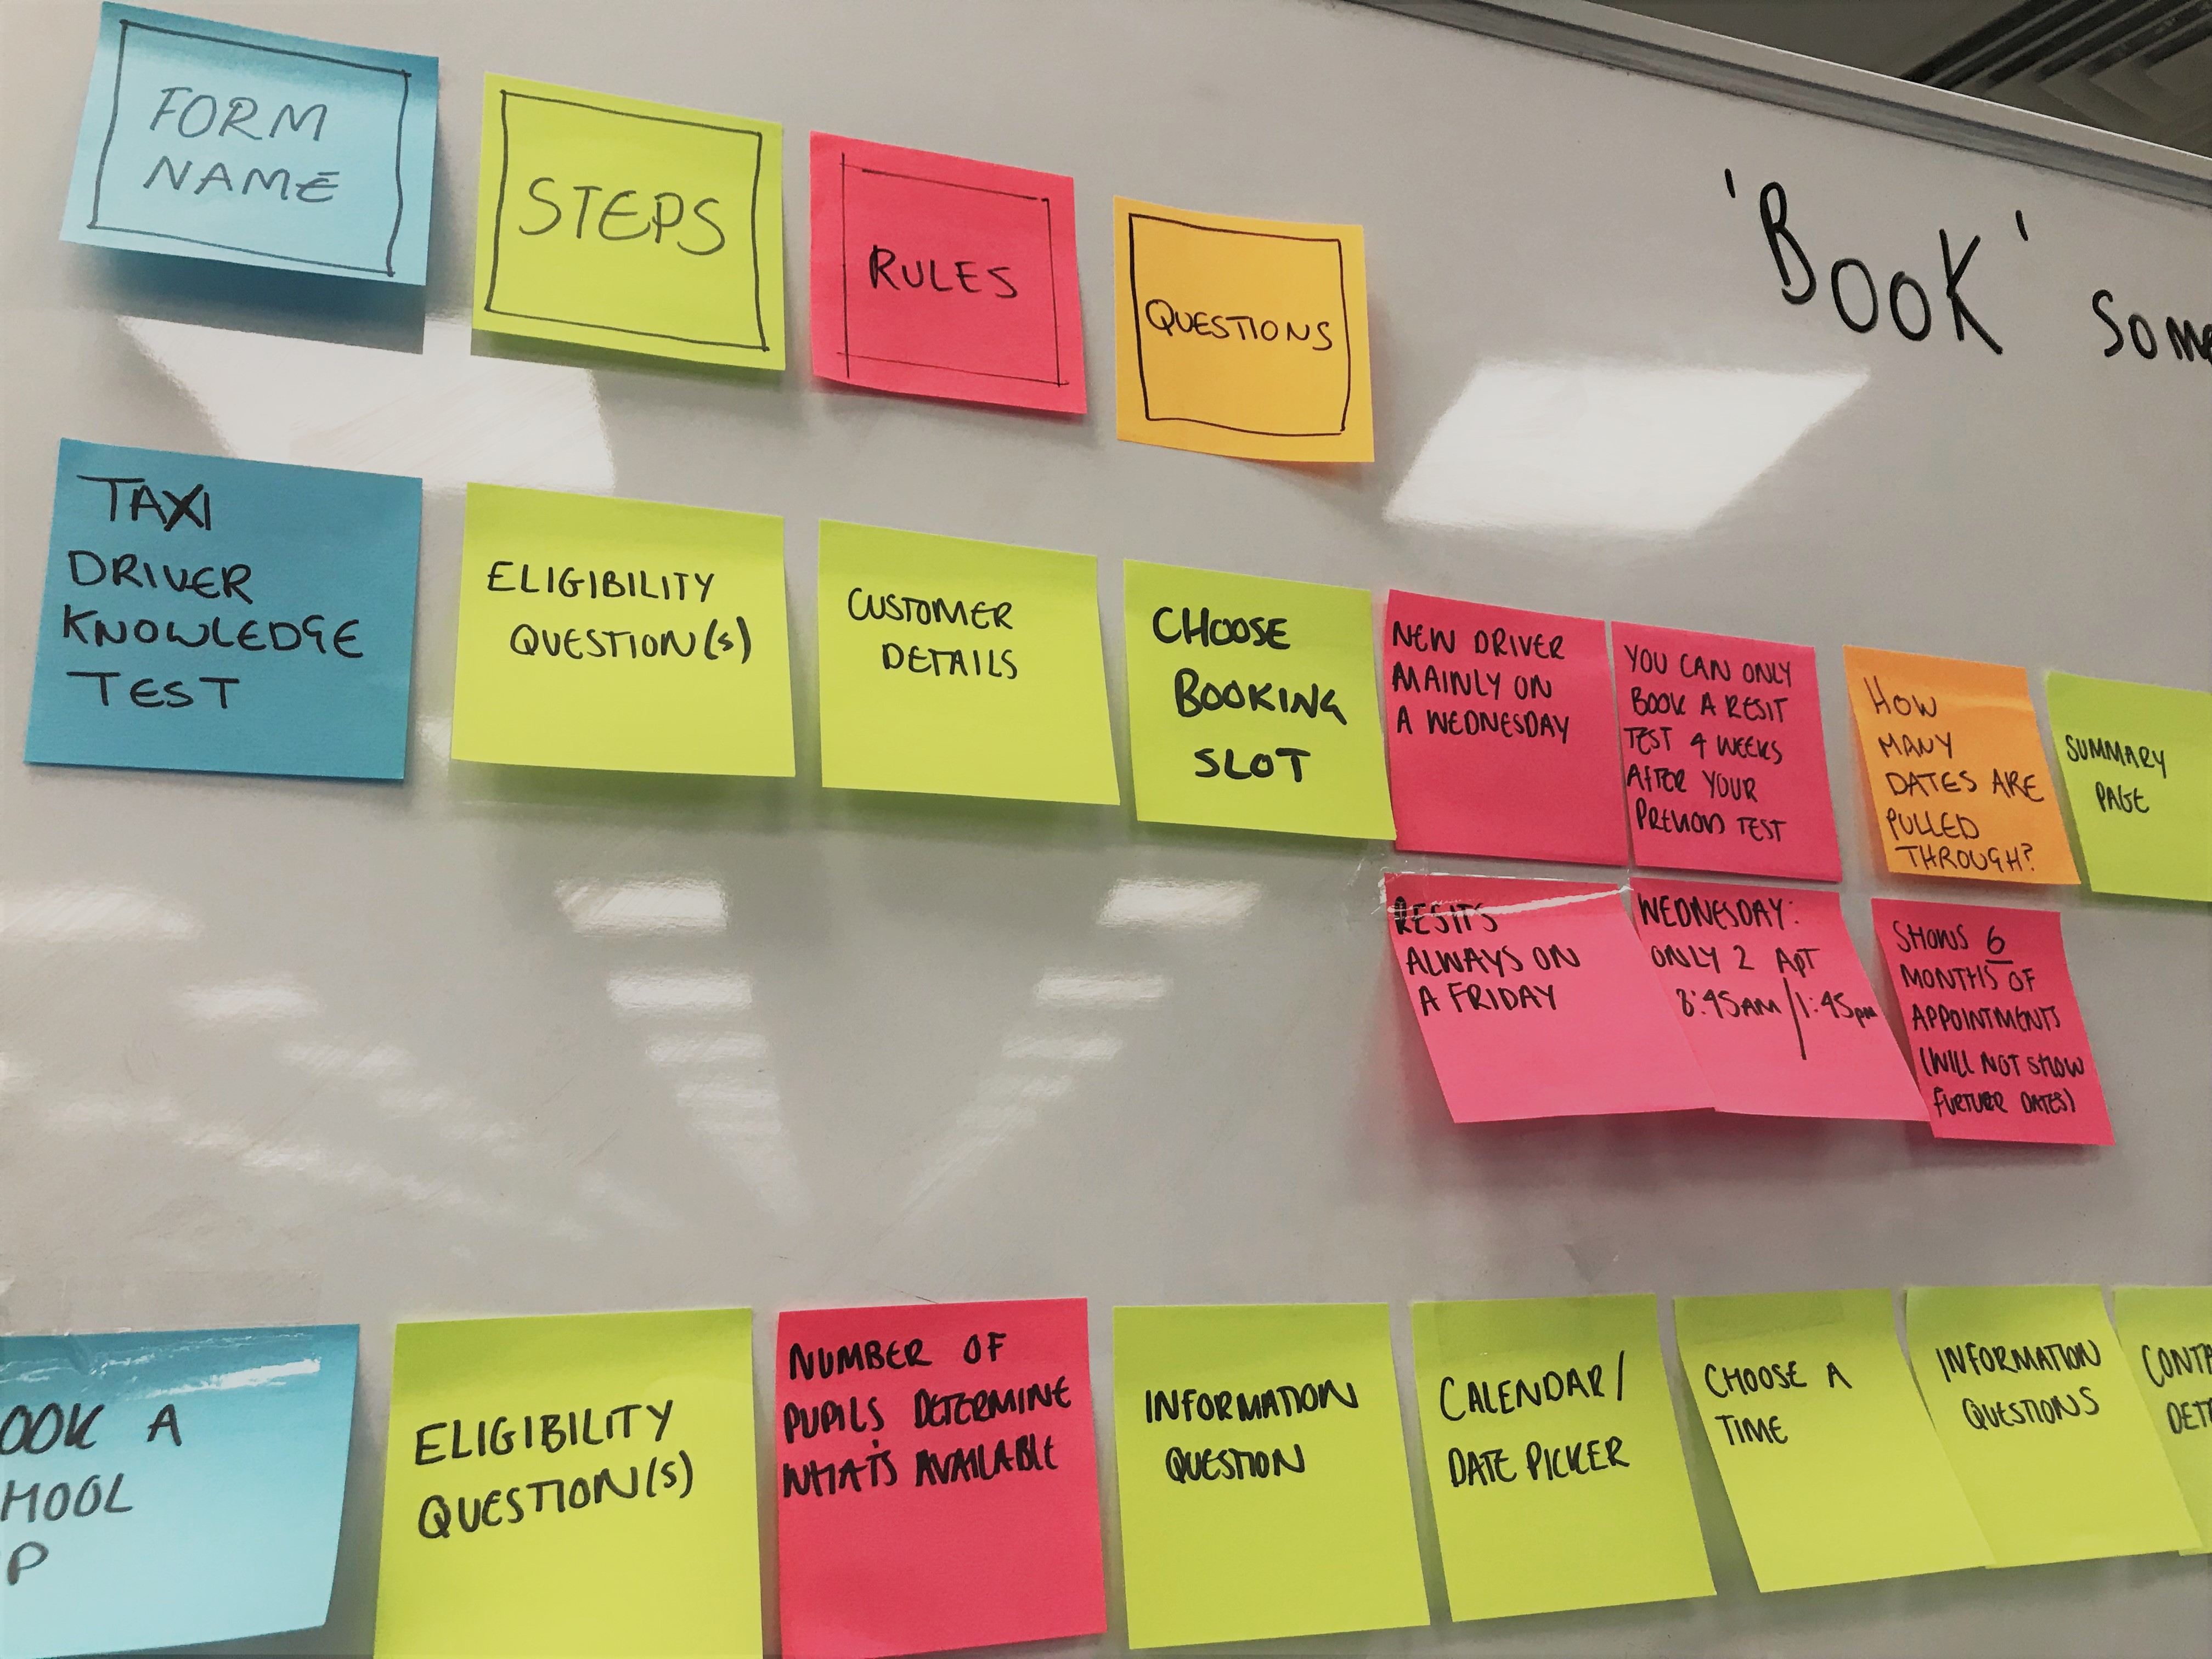 FORM
NAME
STEPS
RULES
QUESTIONS
'BOOK' SOME
TAXI
DRIVER
KNOWLEDGE
TEST
ELIGIBILITY
QUESTION(S)
CUSTOMER
DETAILS
CHOOSE
BOOKING
SLOT
NEW DRIVER
MAINLY ON
A WEDNESDAY
YOU CAN ONLY
BOOK A RESIT
TEST 4 WEEKS
AFTER YOUR
PREVIOUS TEST
HOW
MANY
DATES ARE
PULLED
THROUGH?
SUMMARY
PAGE
RESITS
ALWAYS ON
A FRIDAY
WEDNESDAY:
ONLY 2 APT
8:45AM/1:45pm
SHOWS 6
MONTHS OF
APPOINTMENTS
(WILL NOT SHOW
FURTHER DATES)
OOK A
HOOL
P
ELIGIBILITY
QUESTION(S)
NUMBER OF
PUPILS DETERMINE
WHAT'S AVAILABLE
INFORMATION
QUESTION
CALENDAR/
DATE PICKER
CHOOSE A
TIME
INFORMATION
QUESTIONS
CONTA
DETA